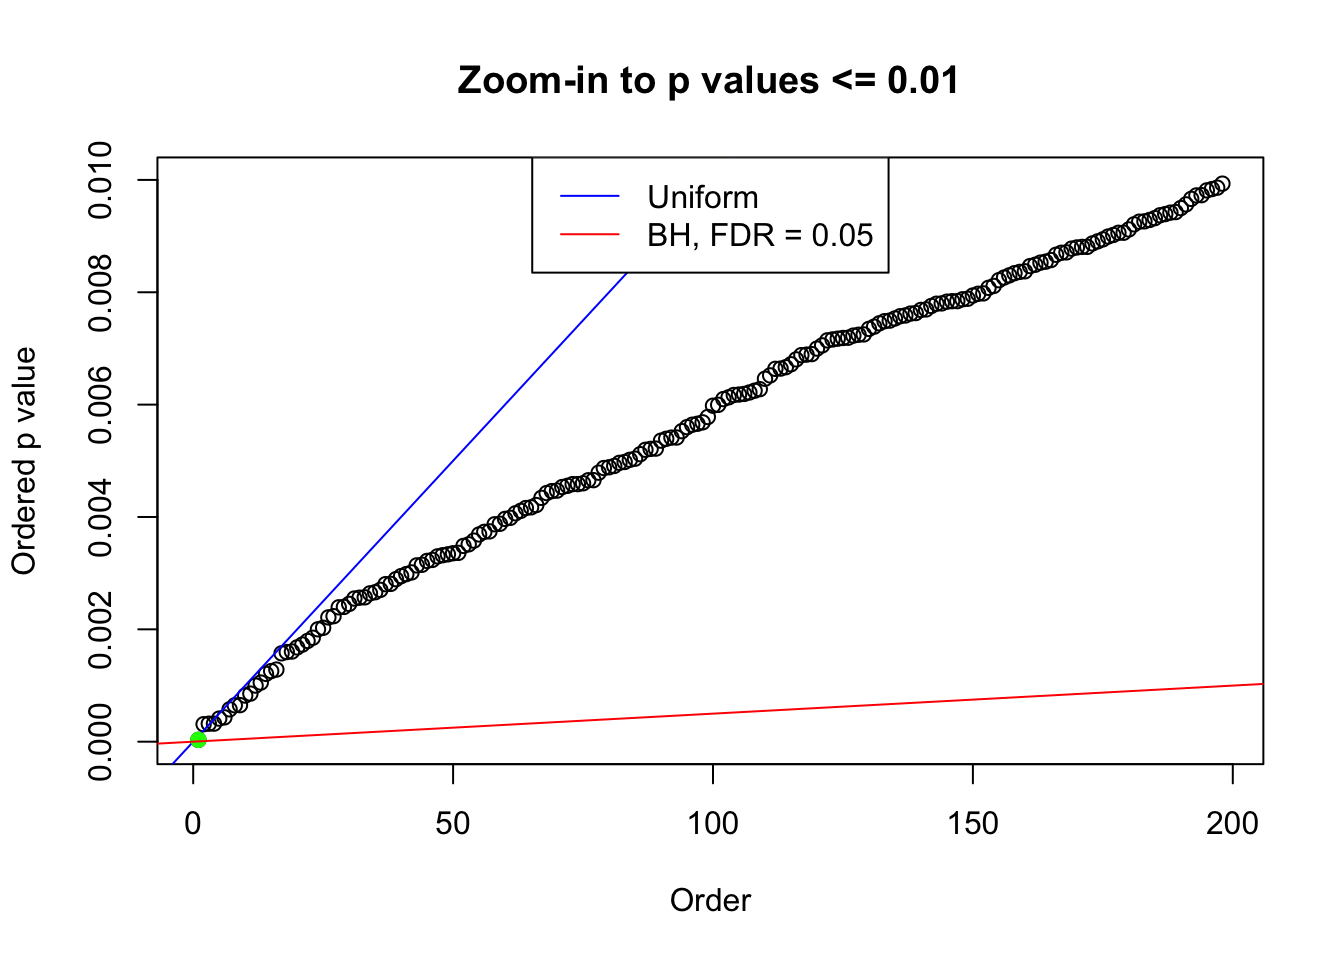 Zoom-in to p values <= 0.01
Uniform
BH, FDR = 0.05
Ordered p value
0.010
0.008
0.006
0.004
0.002
0.000
0
50
100
150
200
Order